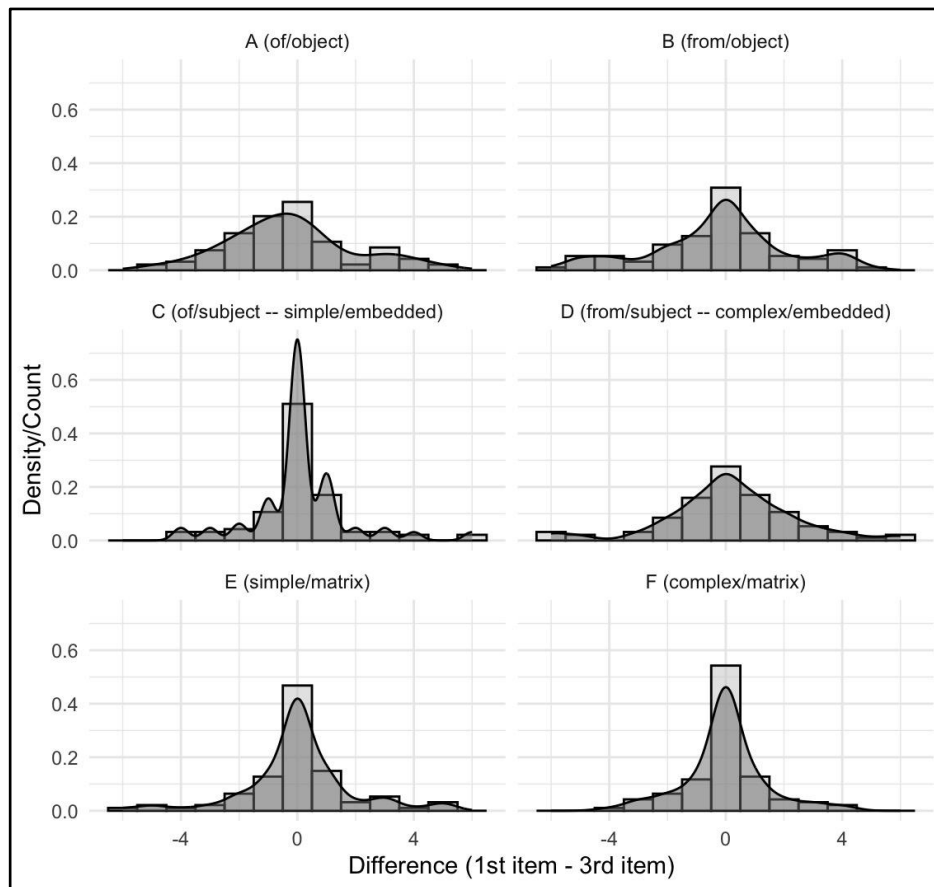 A (of/object)
B (from/object)
0.6
0.4
0.2
0.0
C (of/subject -- simple/embedded)
D (from/subject -- complex/embedded)
0.6
0.4
0.2
0.0
Density/Count
E (simple/matrix)
F (complex/matrix)
0.6
0.4
0.2
0.0
-4 0 4 -4 0 4
Difference (1st item - 3rd item)